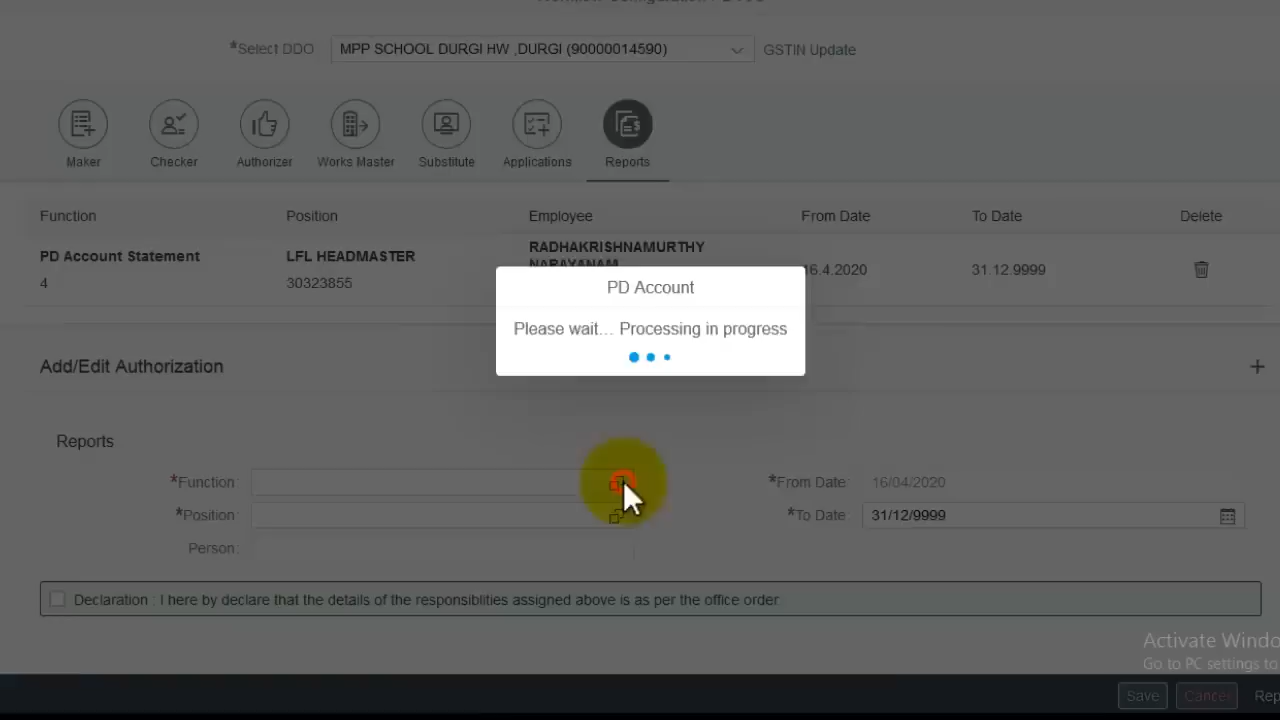 *Select DDO MPP SCHOOL DURGI HW ,DURGI (90000014590) GSTIN Update
Maker Checker Authorizer Works Master Substitute Applications Reports
Function Position Employee From Date To Date Delete
PD Account Statement LFL HEADMASTER RADHAKRISHNAMURTHY
NARAYANAM
4 30323855 16.4.2020 31.12.9999
PD Account
Please wait... Processing in progress
Add/Edit Authorization
Reports
*Function: *From Date: 16/04/2020
*Position: *To Date: 31/12/9999
Person:
Declaration : I here by declare that the details of the responsiblities assigned above is as per the office order.
Activate Windo
Go to PC settings to
Save Cancel Rep